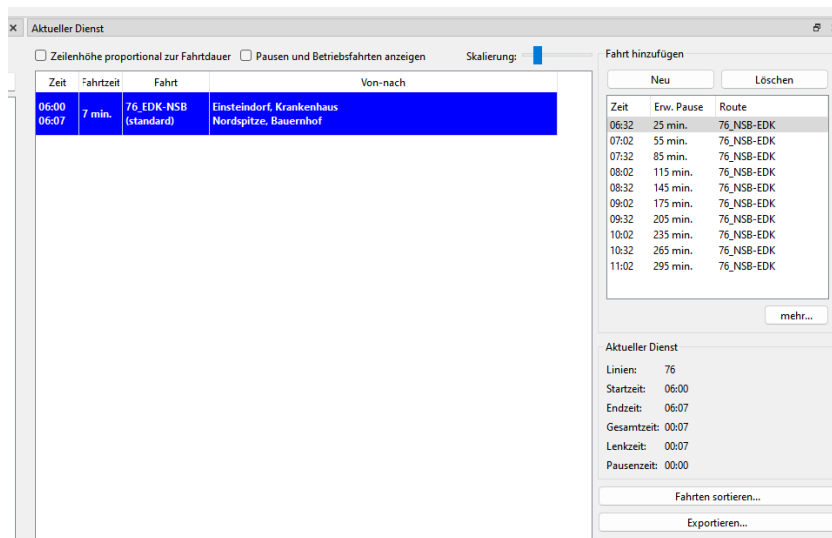 Aktueller Dienst
Zeilenhöhe proportional zur Fahrtdauer Pausen und Betriebsfahrten anzeigen Skalierung:
Zeit Fahrtzeit Fahrt Von-nach
06:00 7 min. 76_EDK-NSB Einsteindorf, Krankenhaus
06:07 (standard) Nordspitze, Bauernhof
Fahrt hinzufügen
Neu Löschen
Zeit Erw. Pause Route
06:32 25 min. 76_NSB-EDK
07:02 55 min. 76_NSB-EDK
07:32 85 min. 76_NSB-EDK
08:02 115 min. 76_NSB-EDK
08:32 145 min. 76_NSB-EDK
09:02 175 min. 76_NSB-EDK
09:32 205 min. 76_NSB-EDK
10:02 235 min. 76_NSB-EDK
10:32 265 min. 76_NSB-EDK
11:02 295 min. 76_NSB-EDK
mehr...
Aktueller Dienst
Linien: 76
Startzeit: 06:00
Endzeit: 06:07
Gesamtzeit: 00:07
Lenkzeit: 00:07
Pausenzeit: 00:00
Fahrten sortieren...
Exportieren...